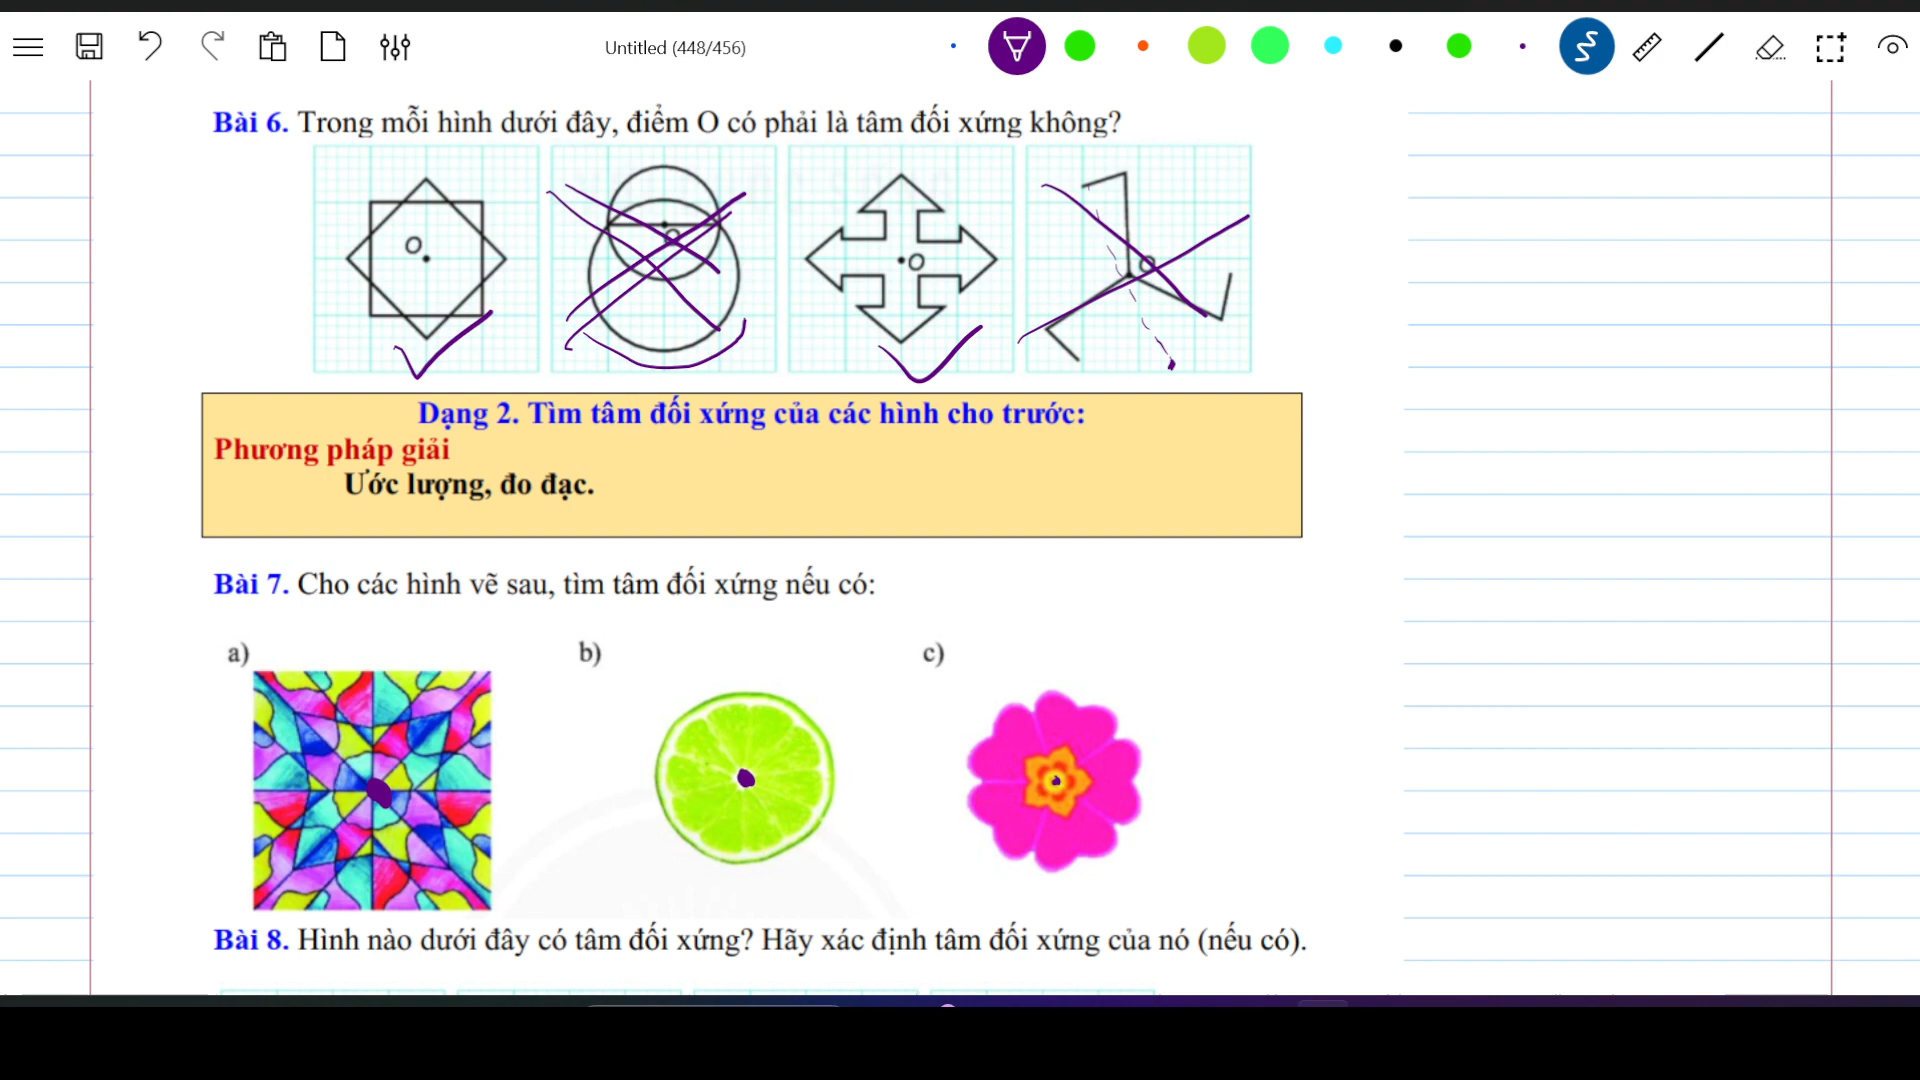 Untitled (448/456)
Bài 6. Trong mỗi hình dưới đây, điểm O có phải là tâm đối xứng không?
O O O O
Dạng 2. Tìm tâm đối xứng của các hình cho trước:
Phương pháp giải
Ước lượng, đo đạc.
Bài 7. Cho các hình vẽ sau, tìm tâm đối xứng nếu có:
a) b) c)
Bài 8. Hình nào dưới đây có tâm đối xứng? Hãy xác định tâm đối xứng của nó (nếu có).